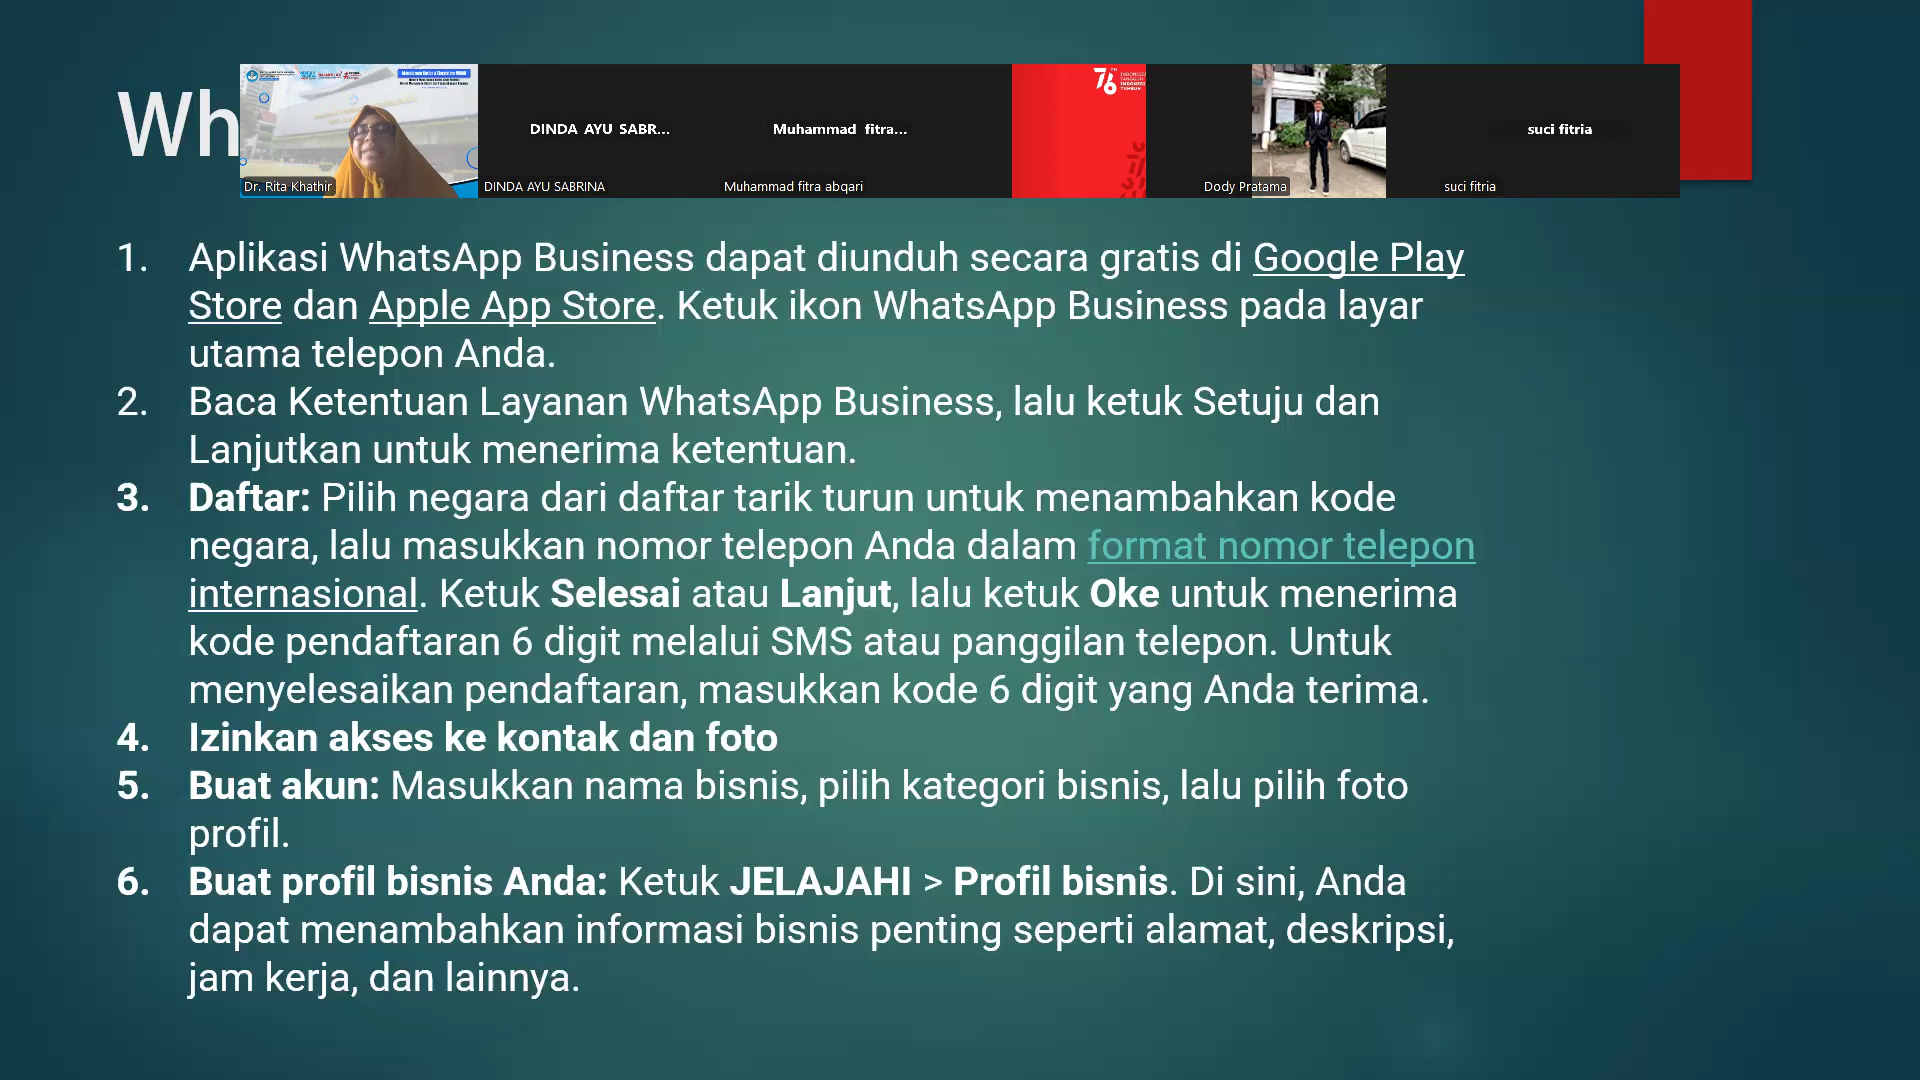 Wh
76
TH
INDONESIA
TANGGUH
INDONESIA
TUMBUH
DINDA AYU SABR...
Muhammad fitra...
suci fitria
Dr. Rita Khathir
DINDA AYU SABRINA
Muhammad fitra abqari
Dody Pratama
suci fitria
1. Aplikasi WhatsApp Business dapat diunduh secara gratis di Google Play
Store dan Apple App Store. Ketuk ikon WhatsApp Business pada layar
utama telepon Anda.
2. Baca Ketentuan Layanan WhatsApp Business, lalu ketuk Setuju dan
Lanjutkan untuk menerima ketentuan.
3. Daftar: Pilih negara dari daftar tarik turun untuk menambahkan kode
negara, lalu masukkan nomor telepon Anda dalam format nomor telepon
internasional. Ketuk Selesai atau Lanjut, lalu ketuk Oke untuk menerima
kode pendaftaran 6 digit melalui SMS atau panggilan telepon. Untuk
menyelesaikan pendaftaran, masukkan kode 6 digit yang Anda terima.
4. Izinkan akses ke kontak dan foto
5. Buat akun: Masukkan nama bisnis, pilih kategori bisnis, lalu pilih foto
profil.
6. Buat profil bisnis Anda: Ketuk JELAJAHI > Profil bisnis. Di sini, Anda
dapat menambahkan informasi bisnis penting seperti alamat, deskripsi,
jam kerja, dan lainnya.